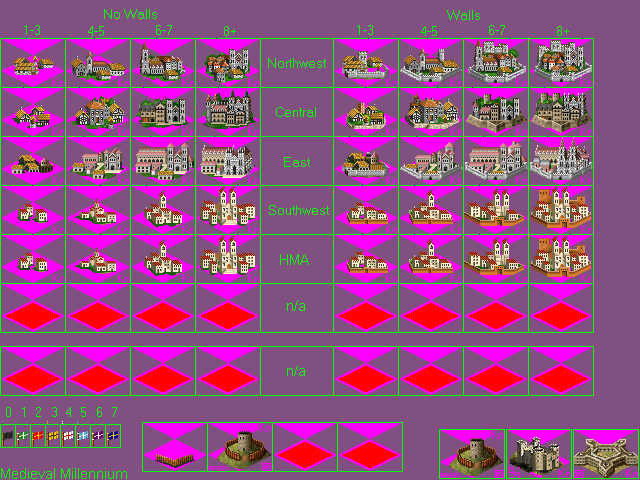 No Walls Walls
1-3 4-5 6-7 8+ 1-3 4-5 6-7 8+
Northwest
Central
East
Southwest
HMA
n/a
n/a
0 1 2 3 4 5 6 7
Medieval Millennium